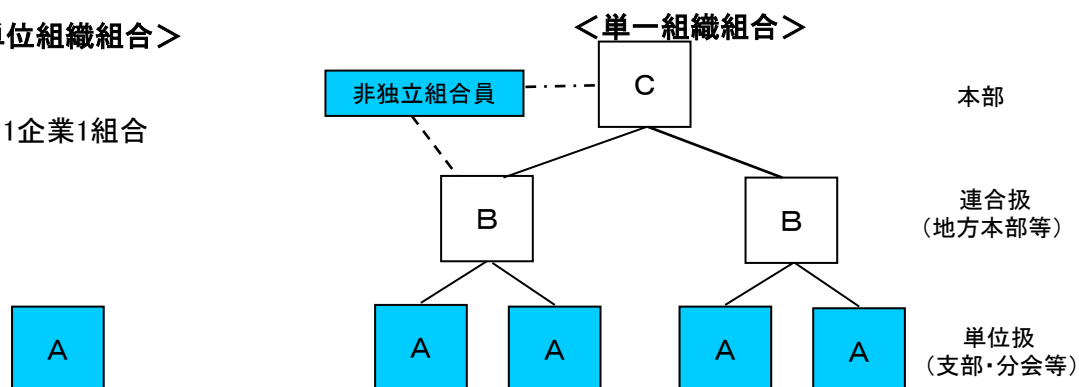 位組織組合＞
1企業1組合
A
＜単一組織組合＞
非独立組合員
C
本部
B
B
連合扱
（地方本部等）
A
A
A
A
単位扱
（支部・分会等）